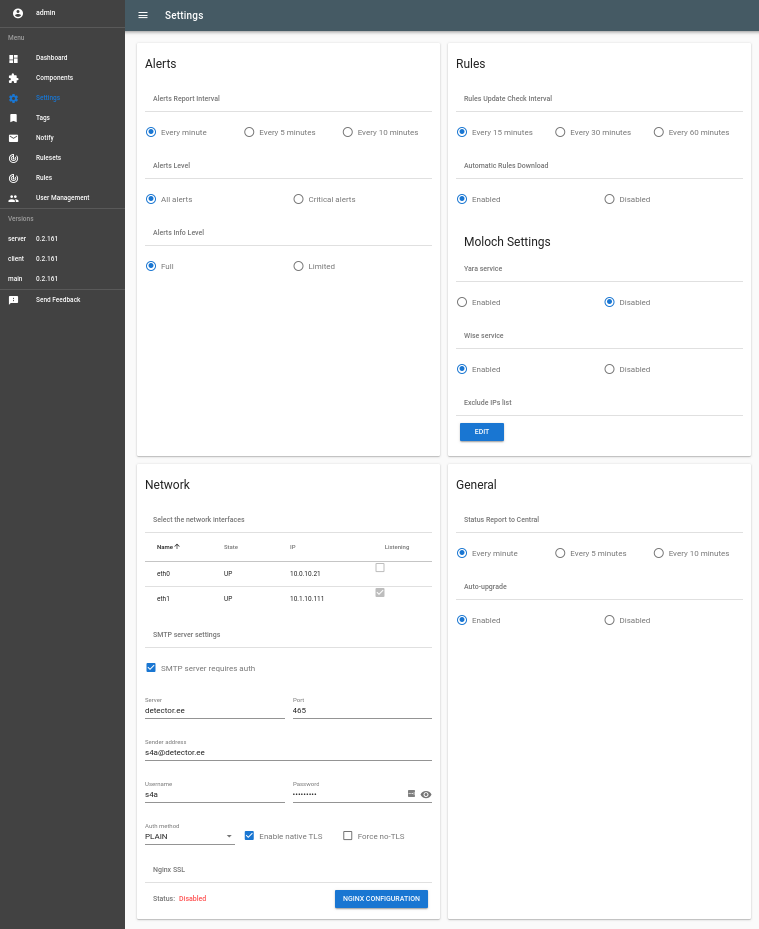 admin
Menu
Dashboard
Components
Settings
Tags
Notify
Rulesets
Rules
User Management
Versions
server 0.2.161
client 0.2.161
main 0.2.161
Send Feedback
Settings
Alerts
Alerts Report Interval
Every minute Every 5 minutes Every 10 minutes
Alerts Level
All alerts Critical alerts
Alerts Info Level
Full Limited
Rules
Rules Update Check Interval
Every 15 minutes Every 30 minutes Every 60 minutes
Automatic Rules Download
Enabled Disabled
Moloch Settings
Yara service
Enabled Disabled
Wise service
Enabled Disabled
Exclude IPs list
EDIT
Network
Select the network interfaces
Name State IP Listening
eth0 UP 10.0.10.21
eth1 UP 10.1.10.111
SMTP server settings
SMTP server requires auth
Server Port
detector.ee 465
Sender address
s4a@detector.ee
Username Password
s4a •••••••••
Auth method
PLAIN Enable native TLS Force no-TLS
Nginx SSL
Status: Disabled NGINX CONFIGURATION
General
Status Report to Central
Every minute Every 5 minutes Every 10 minutes
Auto-upgrade
Enabled Disabled